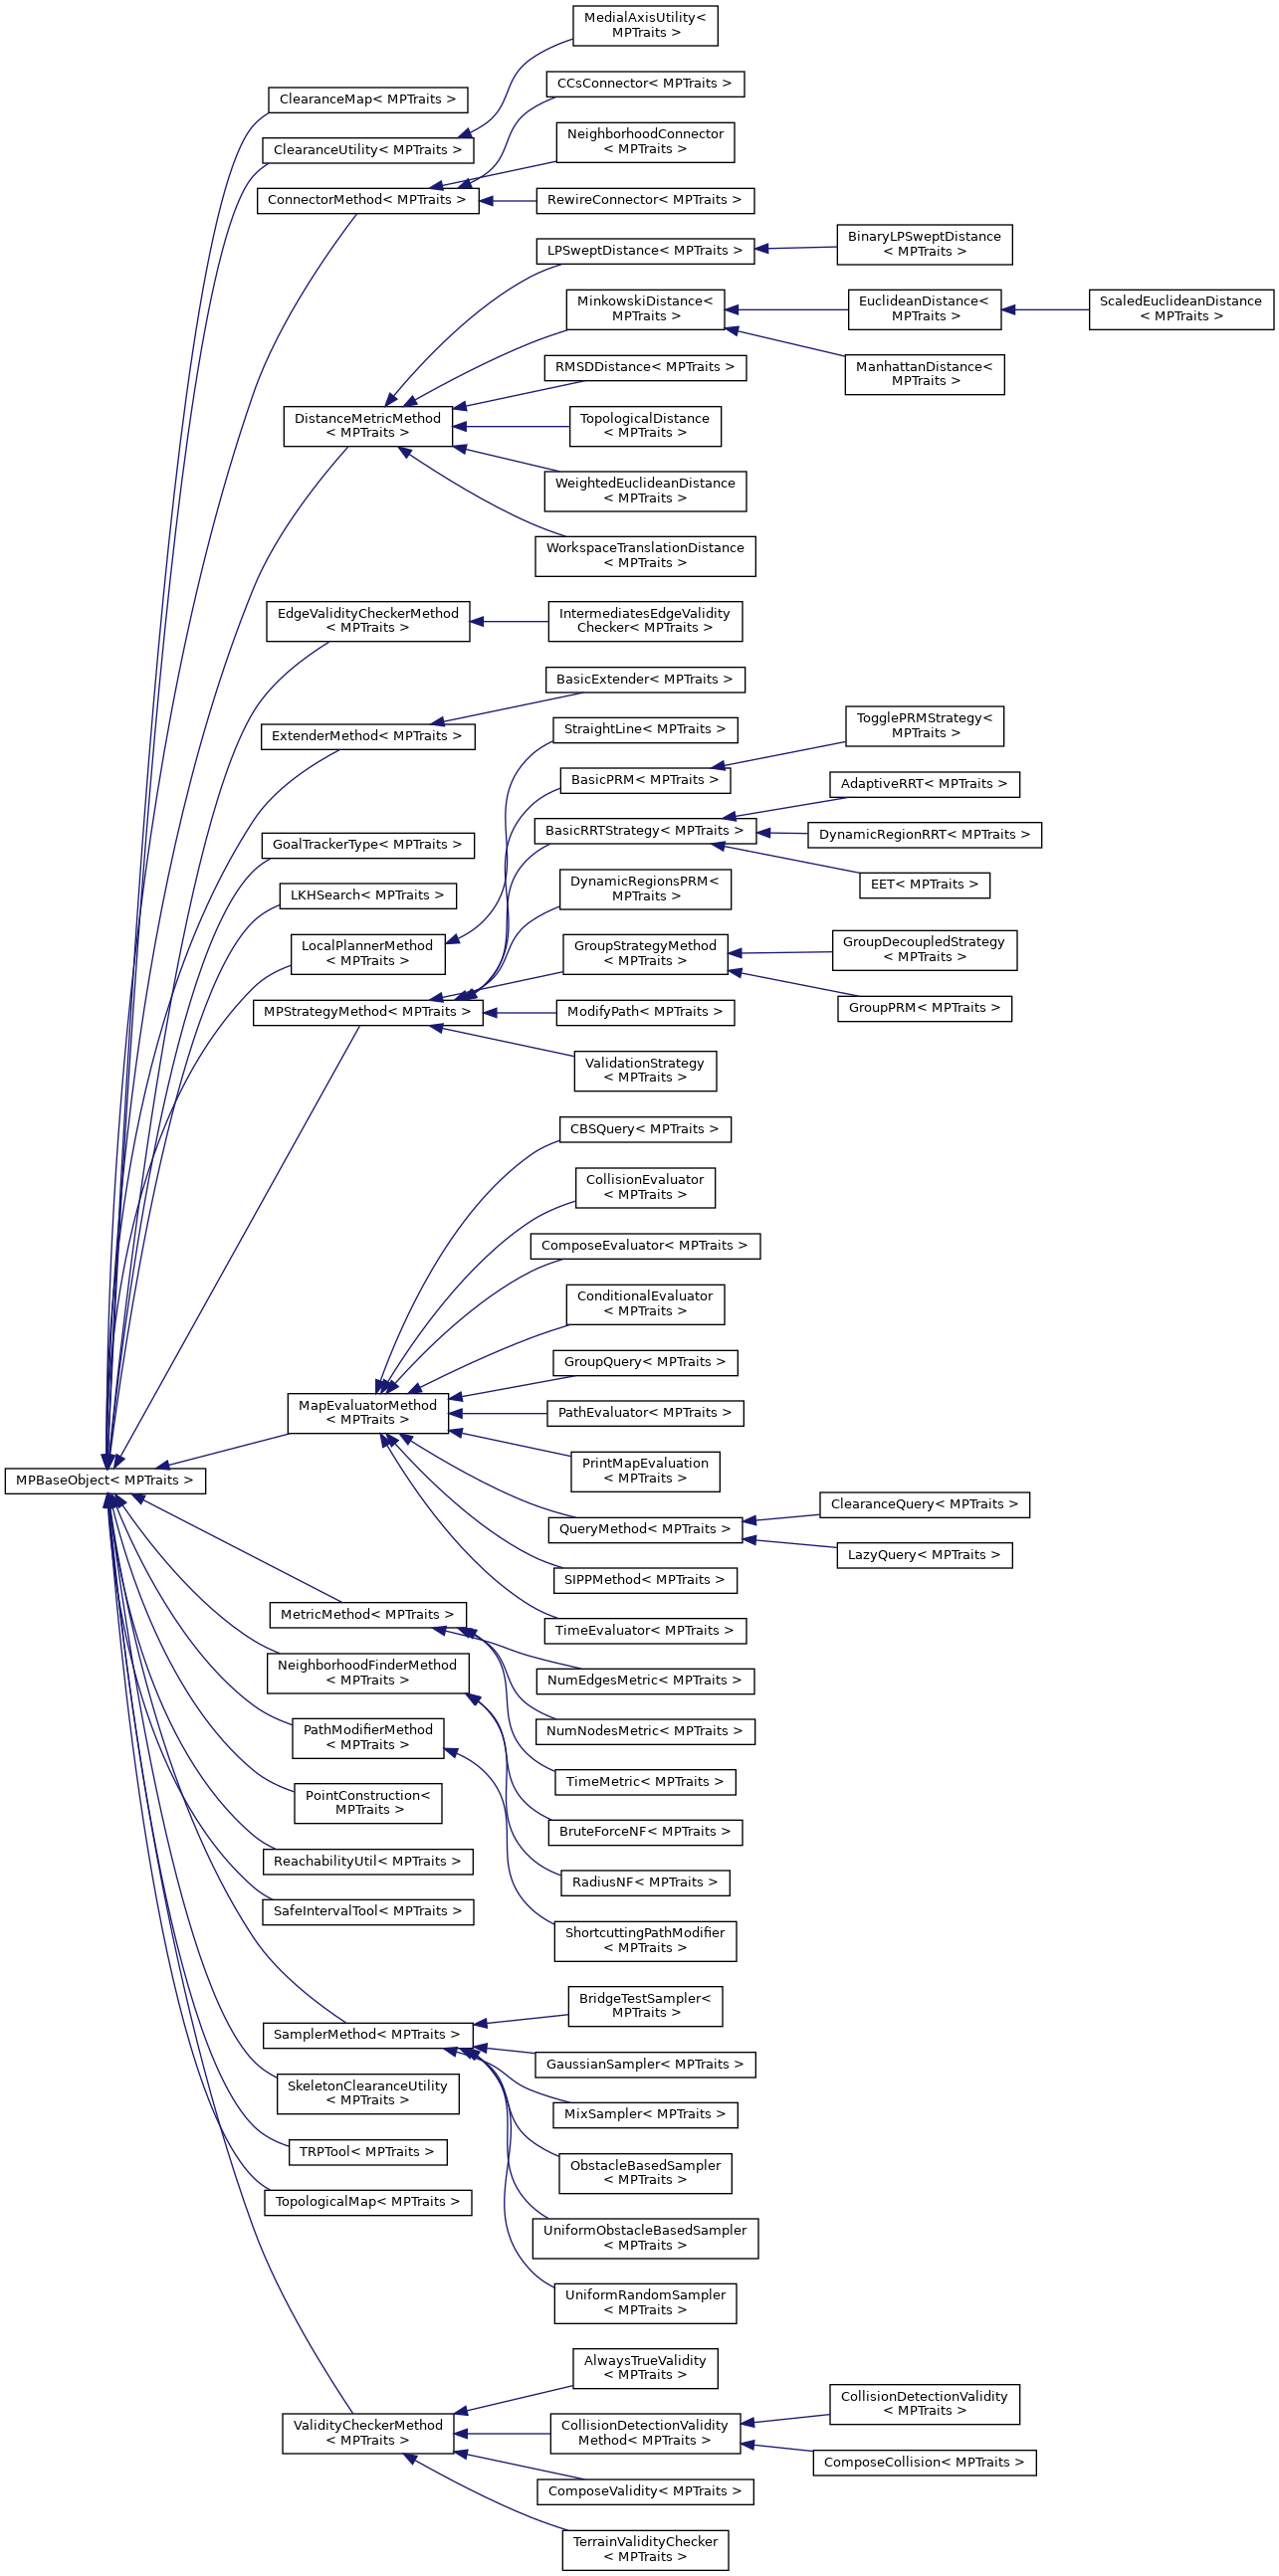 MedialAxisUtility<
MPTraits >
CCsConnector< MPTraits >
ClearanceMap< MPTraits >
NeighborhoodConnector
< MPTraits >
ClearanceUtility< MPTraits >
ConnectorMethod< MPTraits >
RewireConnector< MPTraits >
LPSweptDistance< MPTraits >
BinaryLPSweptDistance
< MPTraits >
MinkowskiDistance<
MPTraits >
EuclideanDistance<
MPTraits >
ScaledEuclideanDistance
< MPTraits >
RMSDDistance< MPTraits >
ManhattanDistance<
MPTraits >
DistanceMetricMethod
< MPTraits >
TopologicalDistance
< MPTraits >
WeightedEuclideanDistance
< MPTraits >
WorkspaceTranslationDistance
< MPTraits >
EdgeValidityCheckerMethod
< MPTraits >
IntermediatesEdgeValidity
Checker< MPTraits >
BasicExtender< MPTraits >
ExtenderMethod< MPTraits >
StraightLine< MPTraits >
TogglePRMStrategy<
MPTraits >
BasicPRM< MPTraits >
AdaptiveRRT< MPTraits >
BasicRRTStrategy< MPTraits >
DynamicRegionRRT< MPTraits >
GoalTrackerType< MPTraits >
EET< MPTraits >
LKHSearch< MPTraits >
DynamicRegionsPRM<
MPTraits >
LocalPlannerMethod
< MPTraits >
GroupStrategyMethod
< MPTraits >
GroupDecoupledStrategy
< MPTraits >
MPStrategyMethod< MPTraits >
ModifyPath< MPTraits >
GroupPRM< MPTraits >
ValidationStrategy
< MPTraits >
CBSQuery< MPTraits >
CollisionEvaluator
< MPTraits >
ComposeEvaluator< MPTraits >
ConditionalEvaluator
< MPTraits >
GroupQuery< MPTraits >
MapEvaluatorMethod
< MPTraits >
PathEvaluator< MPTraits >
PrintMapEvaluation
< MPTraits >
MPBaseObject< MPTraits >
QueryMethod< MPTraits >
ClearanceQuery< MPTraits >
LazyQuery< MPTraits >
SIPPMethod< MPTraits >
MetricMethod< MPTraits >
TimeEvaluator< MPTraits >
NeighborhoodFinderMethod
< MPTraits >
NumEdgesMetric< MPTraits >
PathModifierMethod
< MPTraits >
NumNodesMetric< MPTraits >
TimeMetric< MPTraits >
PointConstruction<
MPTraits >
BruteForceNF< MPTraits >
ReachabilityUtil< MPTraits >
RadiusNF< MPTraits >
SafeIntervalTool< MPTraits >
ShortcuttingPathModifier
< MPTraits >
BridgeTestSampler<
MPTraits >
SamplerMethod< MPTraits >
GaussianSampler< MPTraits >
SkeletonClearanceUtility
< MPTraits >
MixSampler< MPTraits >
TRPTool< MPTraits >
ObstacleBasedSampler
< MPTraits >
TopologicalMap< MPTraits >
UniformObstacleBasedSampler
< MPTraits >
UniformRandomSampler
< MPTraits >
AlwaysTrueValidity
< MPTraits >
ValidityCheckerMethod
< MPTraits >
CollisionDetectionValidity
Method< MPTraits >
CollisionDetectionValidity
< MPTraits >
ComposeCollision< MPTraits >
ComposeValidity< MPTraits >
TerrainValidityChecker
< MPTraits >